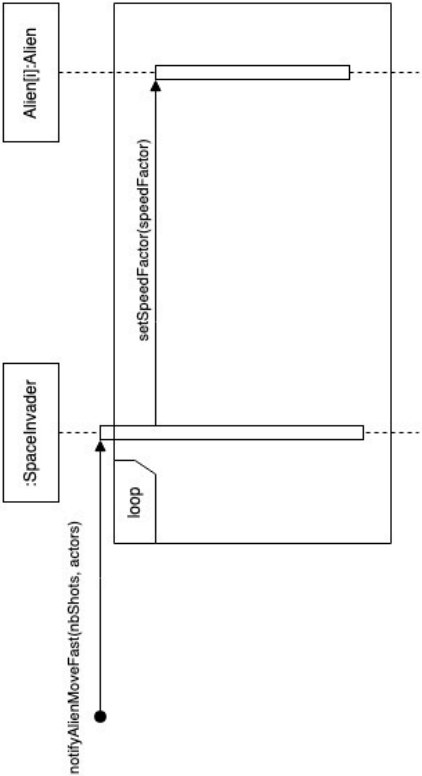 :SpaceInvader
Alien[i]:Alien
notifyAlienMoveFast(nbShots, actors)
loop
setSpeedFactor(speedFactor)